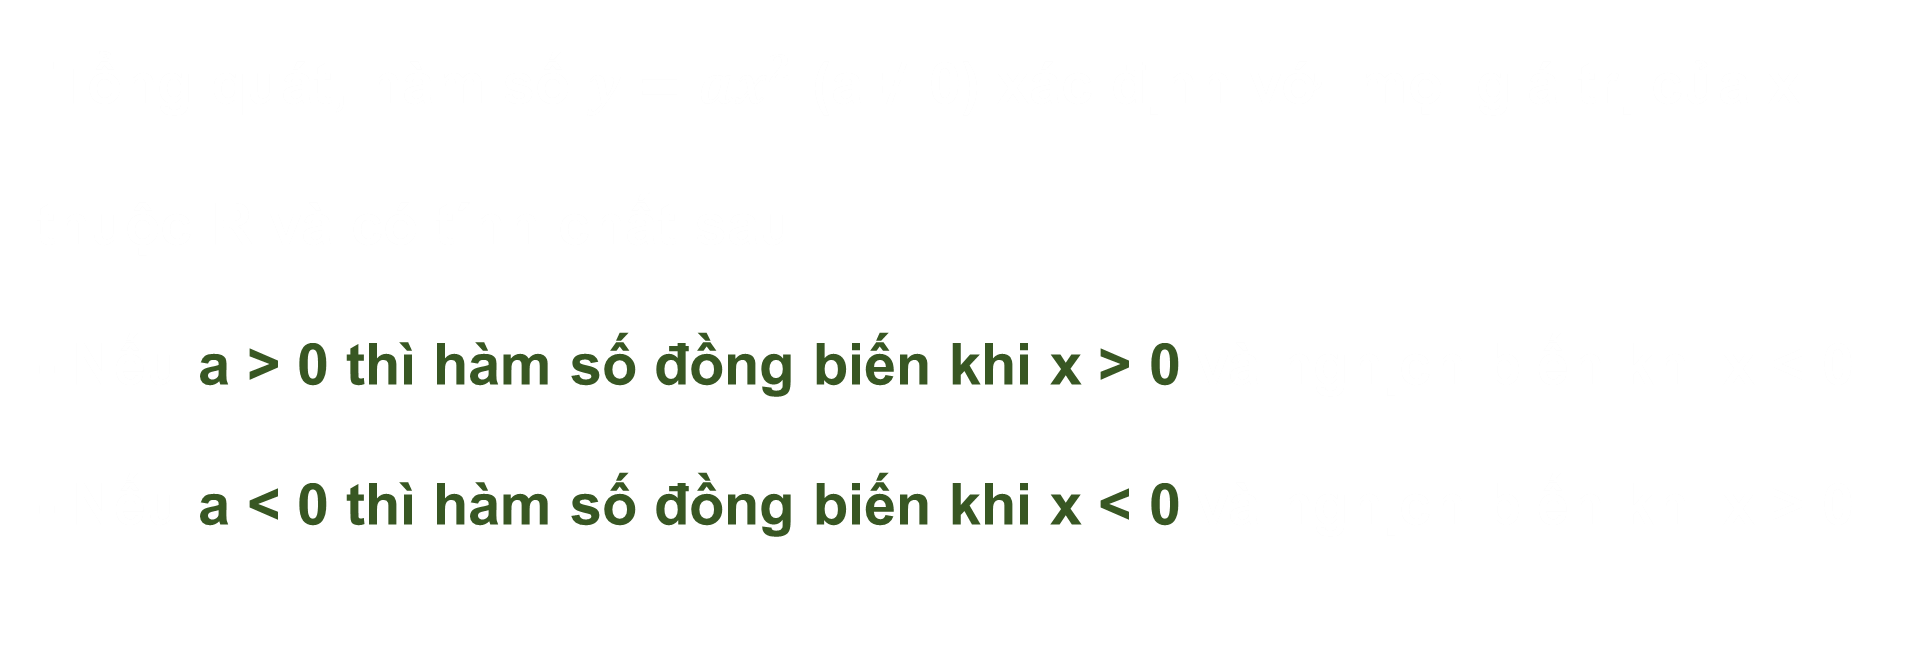 a > 0 thì hàm số đồng biến khi x > 0
a < 0 thì hàm số đồng biến khi x < 0